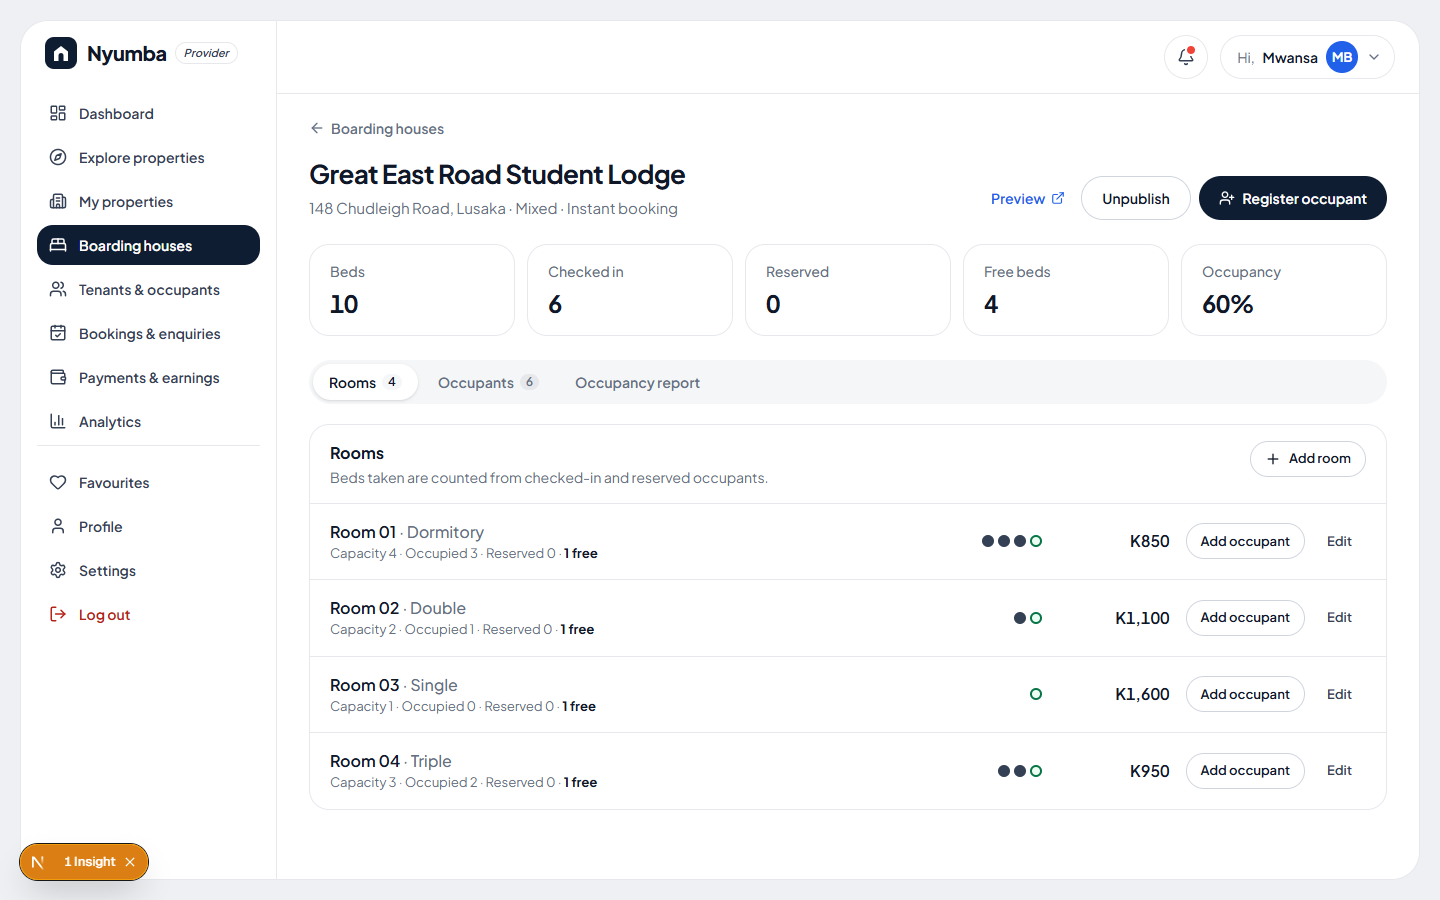 Nyumba Provider
Hi, Mwansa MB
Dashboard
Explore properties
My properties
Boarding houses
Tenants & occupants
Bookings & enquiries
Payments & earnings
Analytics
Favourites
Profile
Settings
Log out
1 Insight
Boarding houses
Great East Road Student Lodge
148 Chudleigh Road, Lusaka · Mixed · Instant booking
Preview Unpublish Register occupant
Beds
10
Checked in
6
Reserved
0
Free beds
4
Occupancy
60%
Rooms 4 Occupants 6 Occupancy report
Rooms
Beds taken are counted from checked-in and reserved occupants.
Add room
Room 01 · Dormitory
Capacity 4 · Occupied 3 · Reserved 0 · 1 free
K850 Add occupant Edit
Room 02 · Double
Capacity 2 · Occupied 1 · Reserved 0 · 1 free
K1,100 Add occupant Edit
Room 03 · Single
Capacity 1 · Occupied 0 · Reserved 0 · 1 free
K1,600 Add occupant Edit
Room 04 · Triple
Capacity 3 · Occupied 2 · Reserved 0 · 1 free
K950 Add occupant Edit